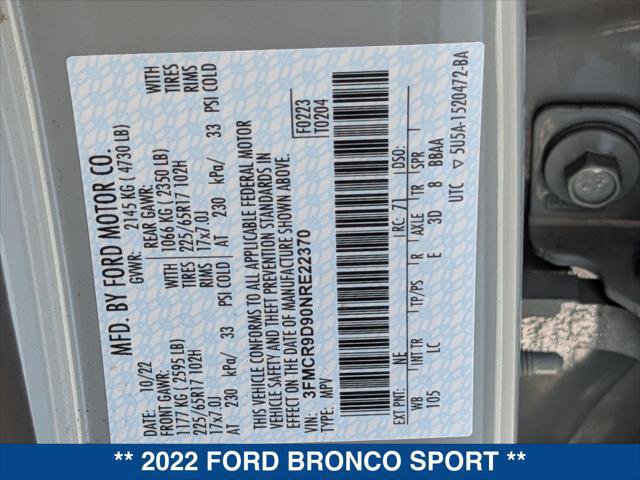 MFD. BY FORD MOTOR CO.
10/22
GVWR: 2145 KG ( 4730 LB)
FRONT GAWR:
1177 KG ( 2595 LB)
225/65R17 102H
17x7.0J
AT 230 kPa/ 33
WITH
TIRES
RIMS
PSI COLD
REAR GAWR:
1066 KG ( 2350 LB)
225/65R17 102H
17x7.0J
AT 230 kPa/ 33
WITH
TIRES
RIMS
PSI COLD
THIS VEHICLE CONFORMS TO ALL APPLICABLE FEDERAL MOTOR
VEHICLE SAFETY AND THEFT PREVENTION STANDARDS IN
EFFECT ON THE DATE OF MANUFACTURE SHOWN ABOVE.
VIN: 3FMCR9D90NRE22370
TYPE: MPV
F0223
T0204
EXT PNT: NE RC: 71 DSO:
WB INT TR TP/PS R AXLE TR SPR
105 LC E 3D 8 BBAA
UTC ▽ 5U5A-1520472-BA
** 2022 FORD BRONCO SPORT **